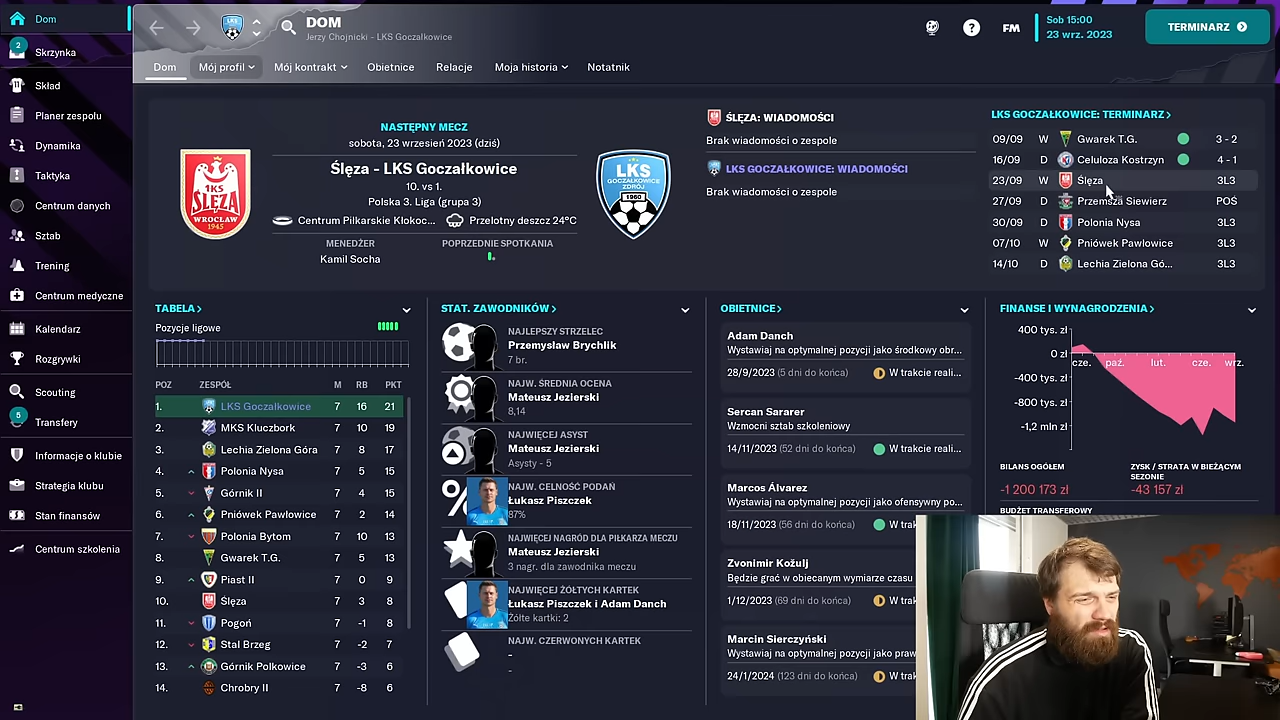 Dom
2
Skrzynka
Skład
Planer zespołu
Dynamika
Taktyka
Centrum danych
Sztab
Trening
Centrum medyczne
Kalendarz
Rozgrywki
Scouting
5
Transfery
Informacje o klubie
Strategia klubu
Stan finansów
Centrum szkolenia
DOM
Jerzy Chojnicki - LKS Goczałkowice
?
FM
Sob 15:00
23 wrz. 2023
TERMINARZ
Dom
Mój profil
Mój kontrakt
Obietnice
Relacje
Moja historia
Notatnik
NASTĘPNY MECZ
sobota, 23 wrzesień 2023 (dziś)
Ślęza - LKS Goczałkowice
10. vs 1.
Polska 3. Liga (grupa 3)
Centrum Pilkarskie Klokoc...
Przelotny deszcz 24°C
MENEDŻER
Kamil Socha
POPRZEDNIE SPOTKANIA
1KS
ŚLĘZA
WROCŁAW
1945
LKS
GOCZAŁKOWICE
ZDRÓJ
1960
ŚLĘZA: WIADOMOŚCI
Brak wiadomości o zespole
LKS GOCZAŁKOWICE: WIADOMOŚCI
Brak wiadomości o zespole
LKS GOCZAŁKOWICE: TERMINARZ
09/09 W Gwarek T.G. 3 - 2
16/09 D Celuloza Kostrzyn 4 - 1
23/09 W Ślęza 3L3
27/09 D Przemsza Siewierz POŚ
30/09 D Polonia Nysa 3L3
07/10 W Pniówek Pawlowice 3L3
14/10 D Lechia Zielona Gó... 3L3
TABELA
Pozycje ligowe
POZ ZESPÓŁ M RB PKT
1. LKS Goczalkowice 7 16 21
2. MKS Kluczbork 7 10 19
3. Lechia Zielona Góra 7 8 17
4. Polonia Nysa 7 5 15
5. Górnik II 7 4 15
6. Pniówek Pawłowice 7 2 14
7. Polonia Bytom 7 10 13
8. Gwarek T.G. 7 5 13
9. Piast II 7 0 9
10. Ślęza 7 3 8
11. Pogoń 7 -1 8
12. Stal Brzeg 7 -2 7
13. Górnik Polkowice 7 -3 6
14. Chrobry II 7 -8 6
STAT. ZAWODNIKÓW
NAJLEPSZY STRZELEC
Przemysław Brychlik
7 br.
NAJW. ŚREDNIA OCENA
Mateusz Jezierski
8,14
NAJWIĘCEJ ASYST
Mateusz Jezierski
Asysty - 5
NAJW. CELNOŚĆ PODAŃ
Łukasz Piszczek
87%
NAJWIĘCEJ NAGRÓD DLA PIŁKARZA MECZU
Mateusz Jezierski
3 nagr. dla zawodnika meczu
NAJWIĘCEJ ŻÓŁTYCH KARTEK
Łukasz Piszczek i Adam Danch
Żółte kartki: 2
NAJW. CZERWONYCH KARTEK
-
-
OBIETNICE
Adam Danch
Wystawiaj na optymalnej pozycji jako środkowy obr...
28/9/2023 (5 dni do końca) W trakcie reali...
Sercan Sararer
Wzmocni sztab szkoleniowy
14/11/2023 (52 dni do końca) W trakcie reali...
Marcos Álvarez
Wystawiaj na optymalnej pozycji jako ofensywny po...
18/11/2023 (56 dni do końca) W trak
Zvonimir Kožulj
Będzie grać w obiecanym wymiarze czasu
1/12/2023 (69 dni do końca) W trak
Marcin Sierczyński
Wystawiaj na optymalnej pozycji jako praw
24/1/2024 (123 dni do końca) W trak
FINANSE I WYNAGRODZENIA
400 tys. zł
0 zł
-400 tys. zł
-800 tys. zł
-1,2 mln zł
cze. paź. lut. cze. wrz.
BILANS OGÓŁEM
-1 200 173 zł
ZYSK / STRATA W BIEŻĄCYM
SEZONIE
-43 157 zł
BUDŻET TRANSFEROWY